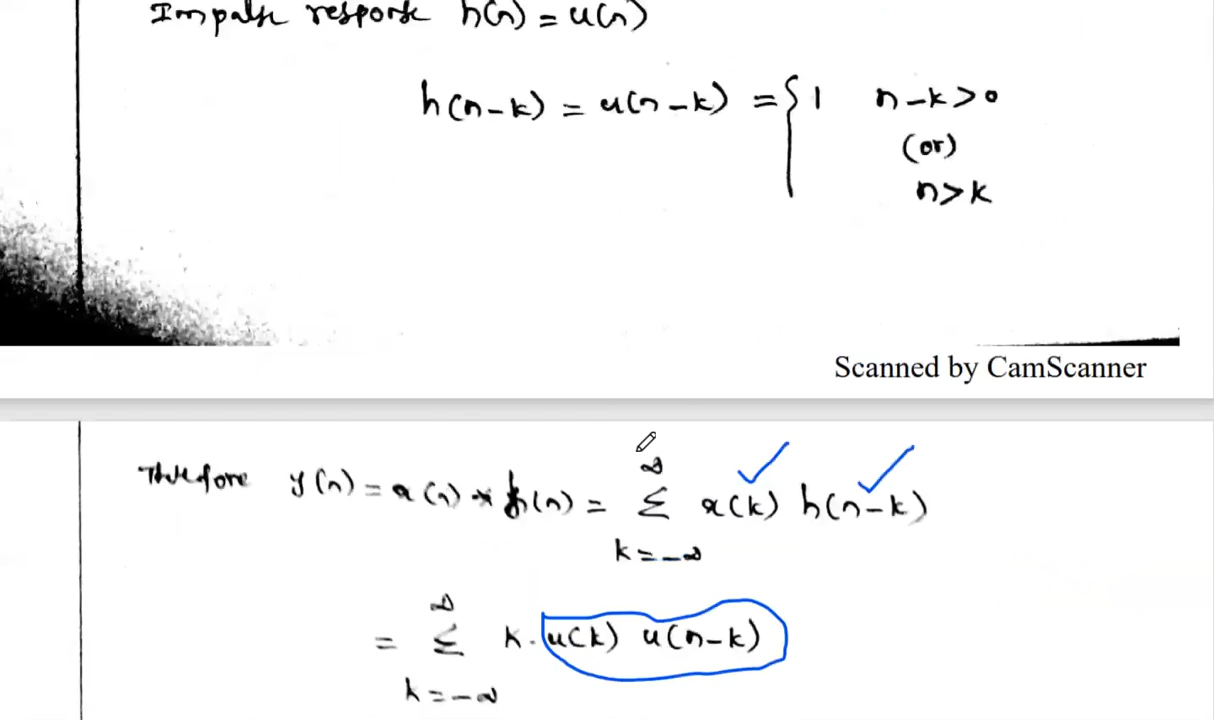 Impulse response h(n) = u(n)
h(n-k) = u(n-k) = { 1 n-k>0
(or)
n>k
Scanned by CamScanner
Therefore y(n) = x(n) * h(n) = ∞ Σ k=-∞ x(k) h(n-k)
= ∞ Σ k=-∞ k. u(k) u(n-k)